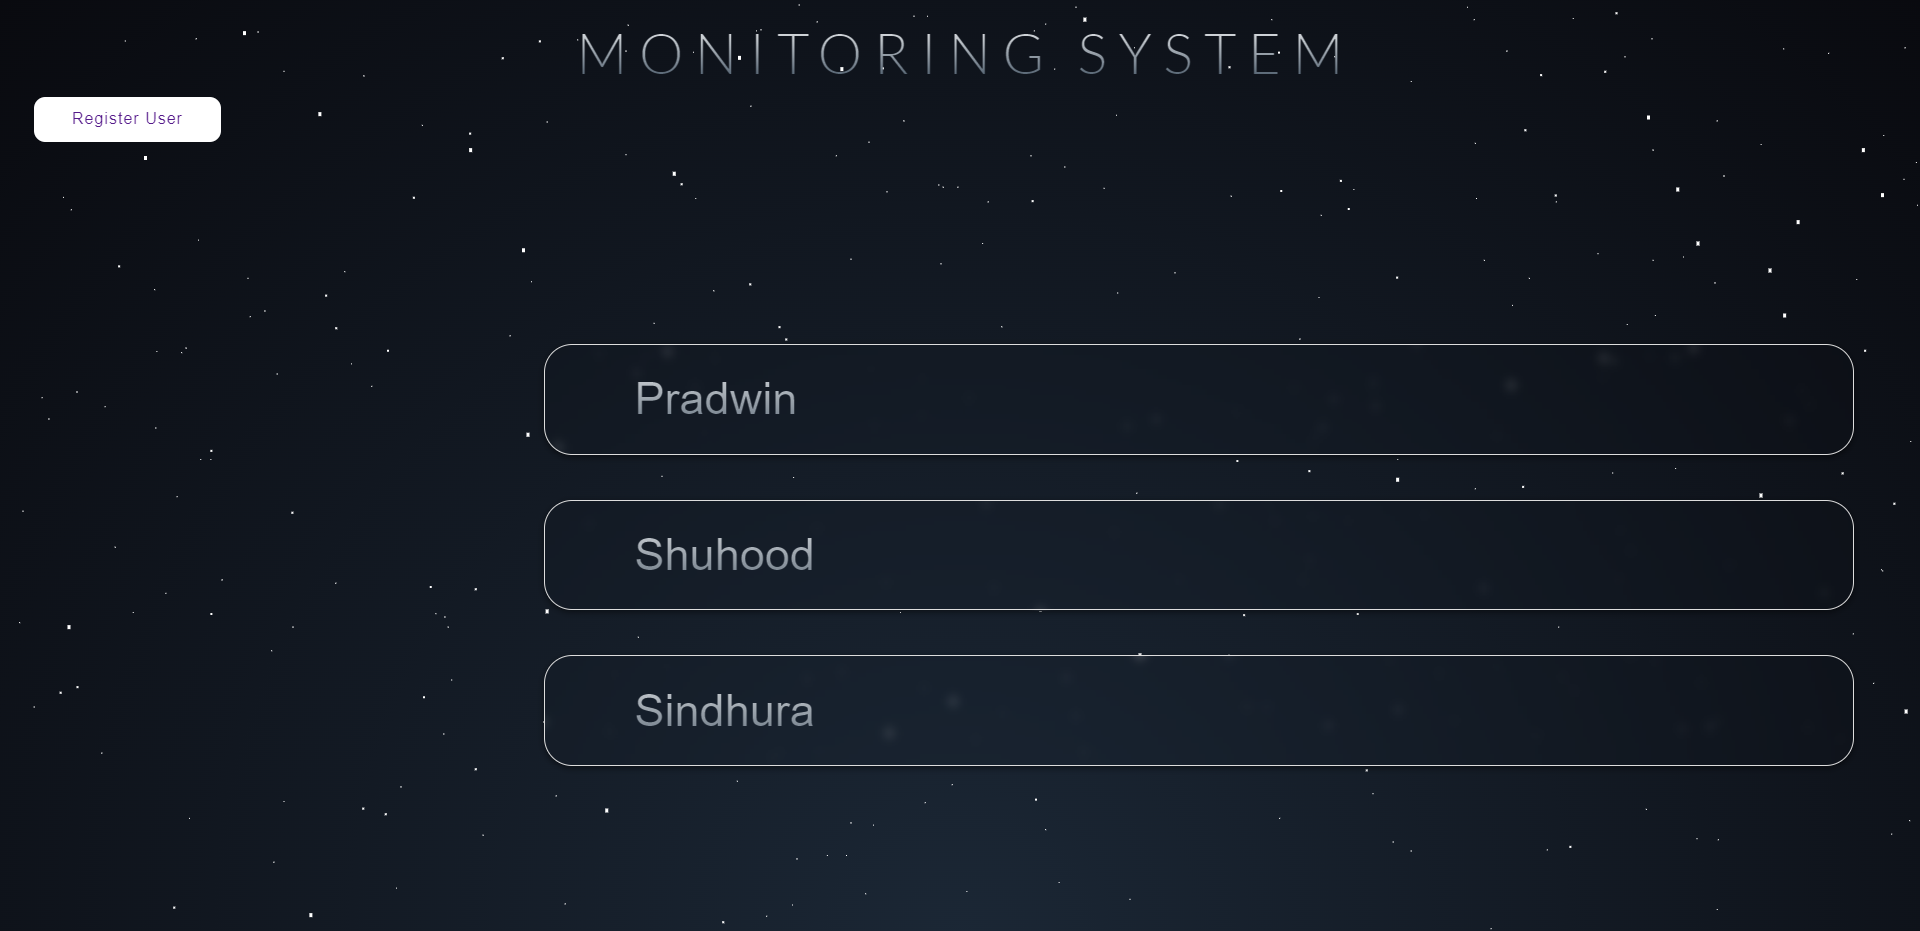 MONITORING SYSTEM
Register User
Pradwin
Shuhood
Sindhura